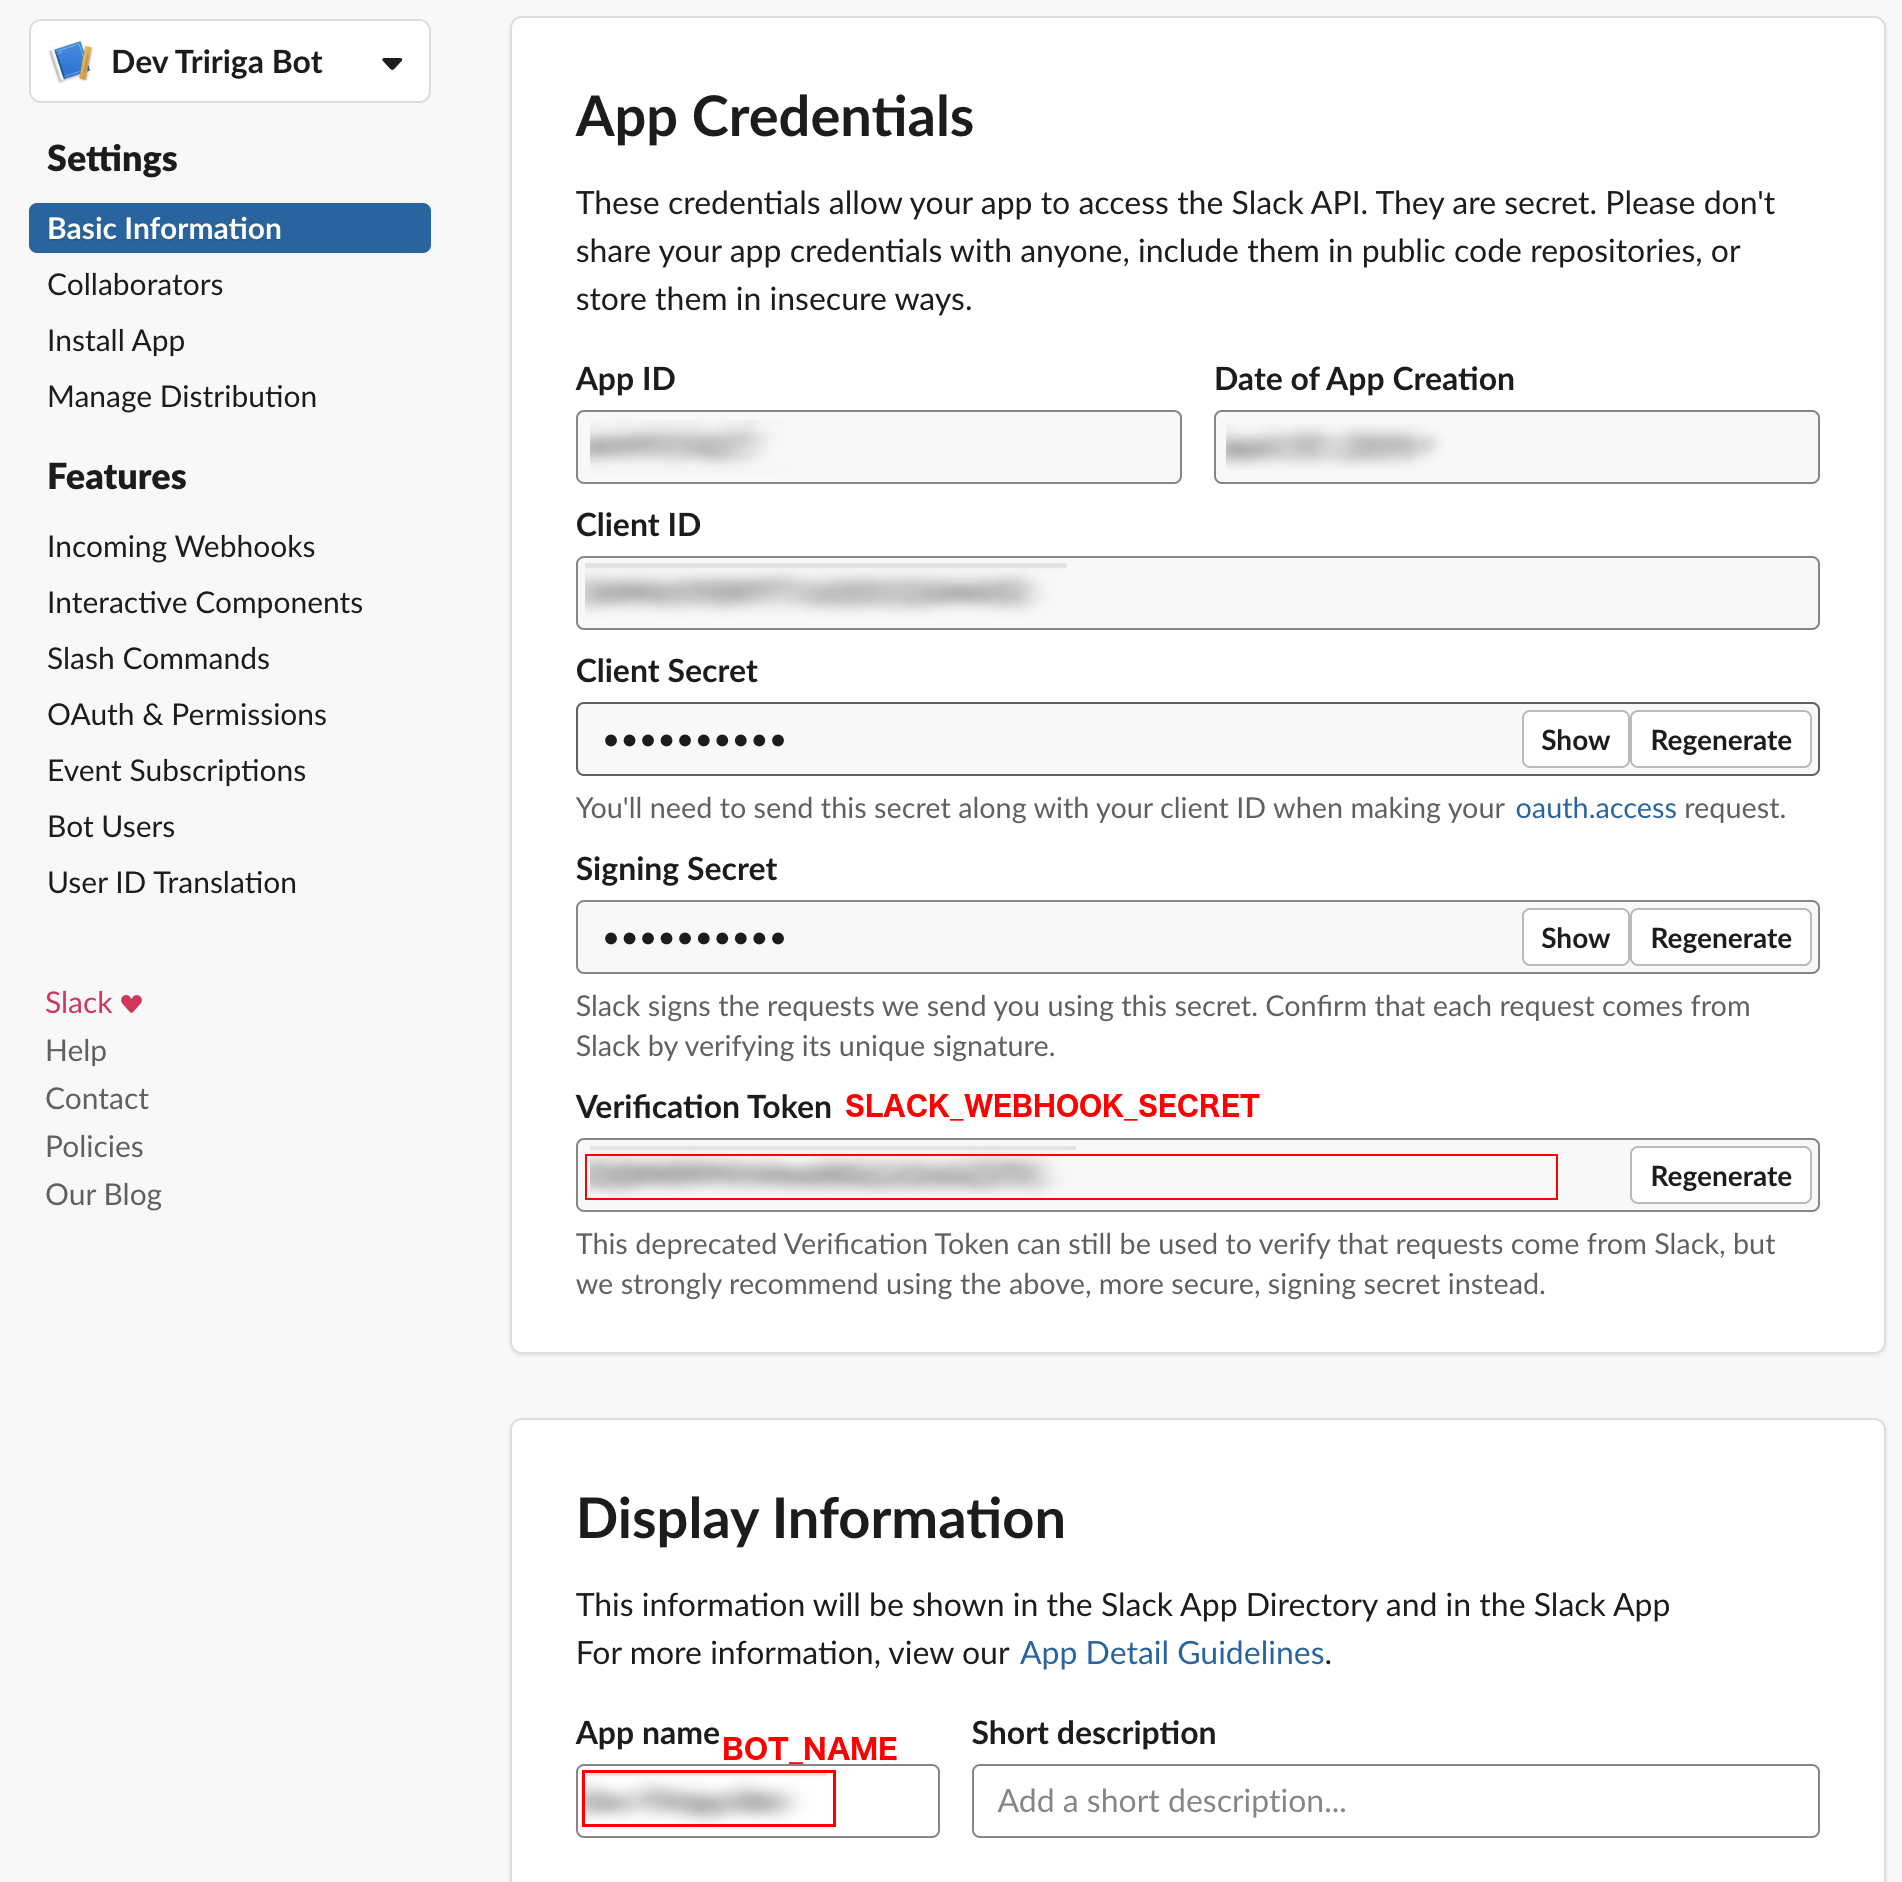 Dev Tririga Bot
Settings
Basic Information
Collaborators
Install App
Manage Distribution
Features
Incoming Webhooks
Interactive Components
Slash Commands
OAuth & Permissions
Event Subscriptions
Bot Users
User ID Translation
Slack ♥
Help
Contact
Policies
Our Blog
App Credentials
These credentials allow your app to access the Slack API. They are secret. Please don't
share your app credentials with anyone, include them in public code repositories, or
store them in insecure ways.
App ID Date of App Creation
Client ID
Client Secret
•••••••••• Show Regenerate
You'll need to send this secret along with your client ID when making your oauth.access request.
Signing Secret
•••••••••• Show Regenerate
Slack signs the requests we send you using this secret. Confirm that each request comes from
Slack by verifying its unique signature.
Verification Token SLACK_WEBHOOK_SECRET
Regenerate
This deprecated Verification Token can still be used to verify that requests come from Slack, but
we strongly recommend using the above, more secure, signing secret instead.
Display Information
This information will be shown in the Slack App Directory and in the Slack App
For more information, view our App Detail Guidelines.
App name BOT_NAME Short description
Add a short description...